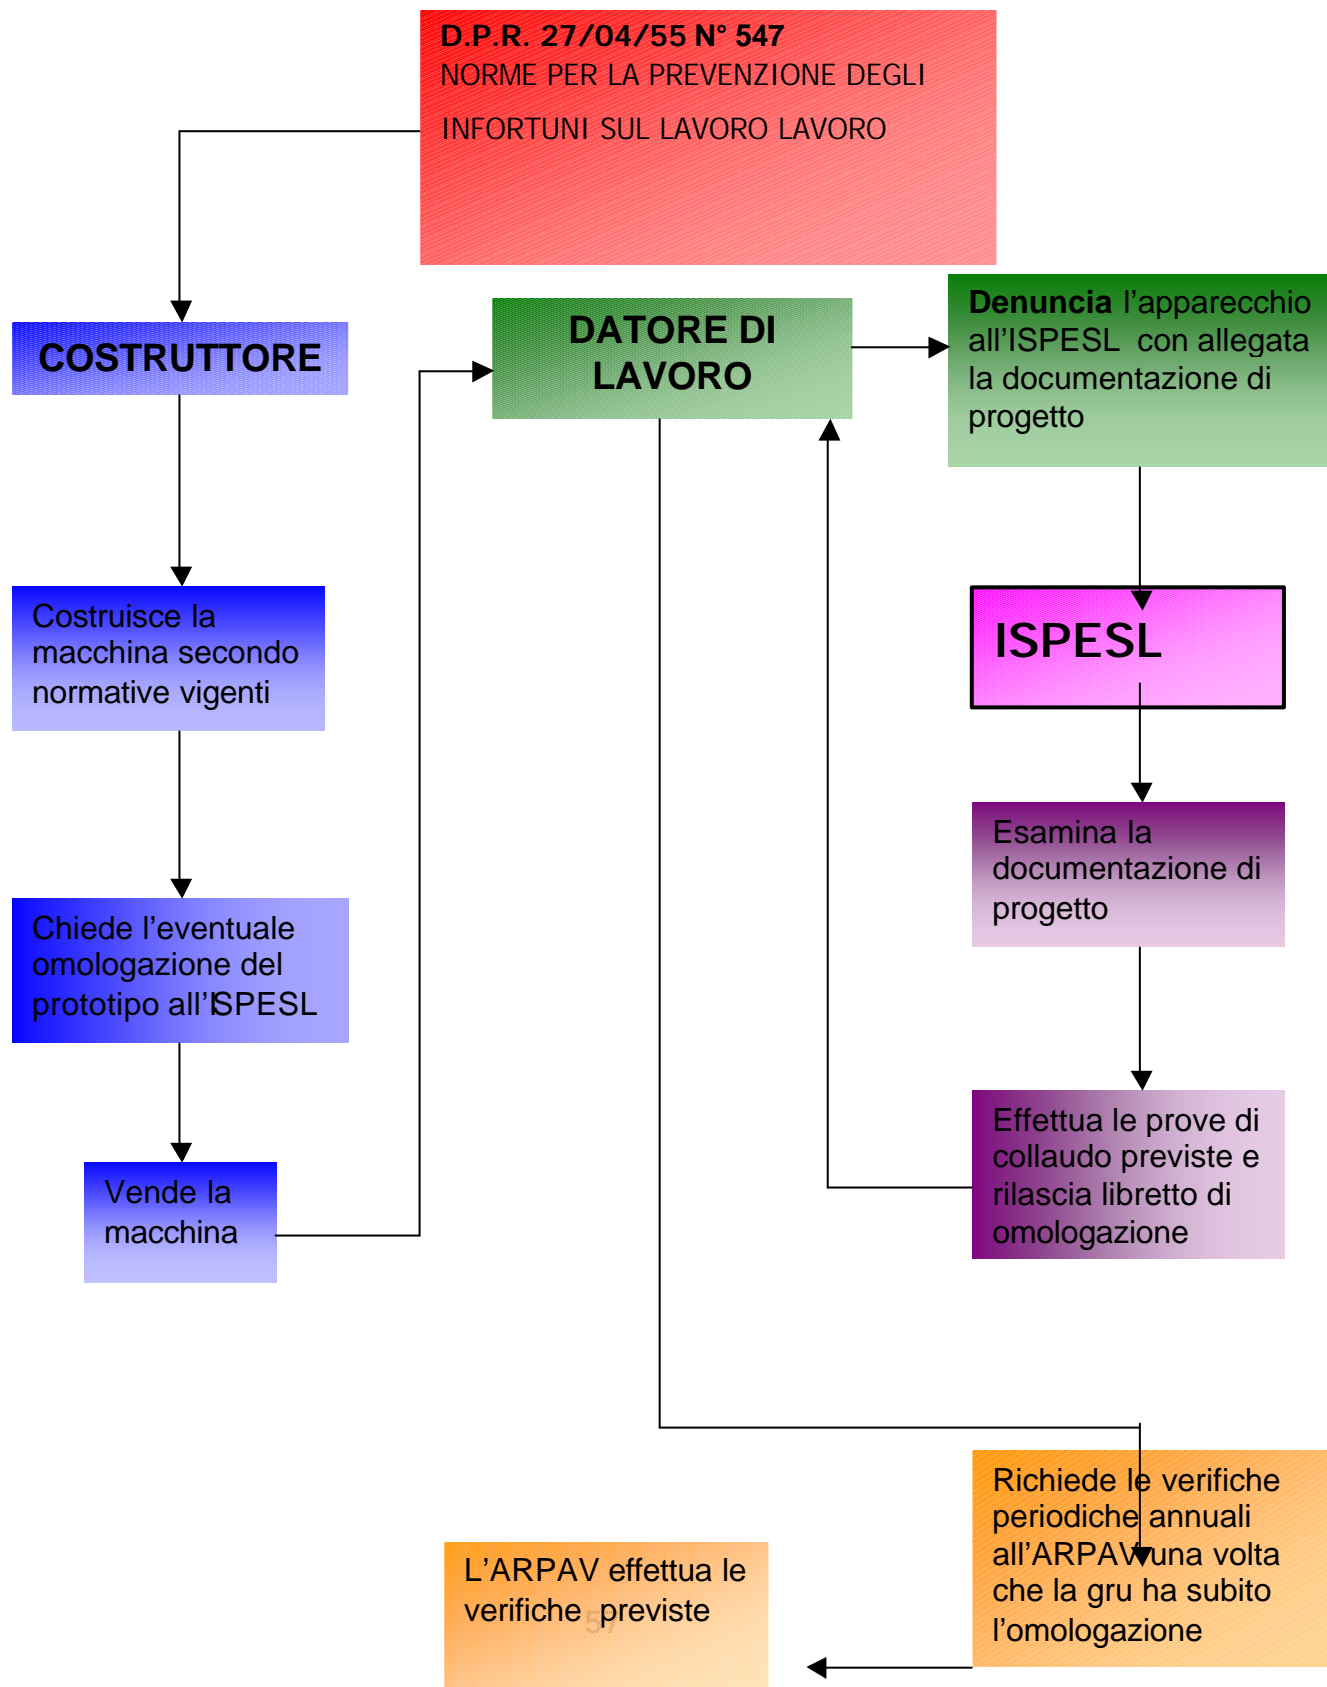 D.P.R. 27/04/55 N° 547
NORME PER LA PREVENZIONE DEGLI
INFORTUNI SUL LAVORO LAVORO
COSTRUTTORE
Costruisce la
macchina secondo
normative vigenti
Chiede l'eventuale
omologazione del
prototipo all'ISPESL
Vende la
macchina
DATORE DI
LAVORO
Denuncia l'apparecchio
all'ISPESL con allegata
la documentazione di
progetto
ISPESL
Esamina la
documentazione di
progetto
Effettua le prove di
collaudo previste e
rilascia libretto di
omologazione
Richiede le verifiche
periodiche annuali
all'ARPAV una volta
che la gru ha subito
l'omologazione
L'ARPAV effettua le
verifiche previste
57